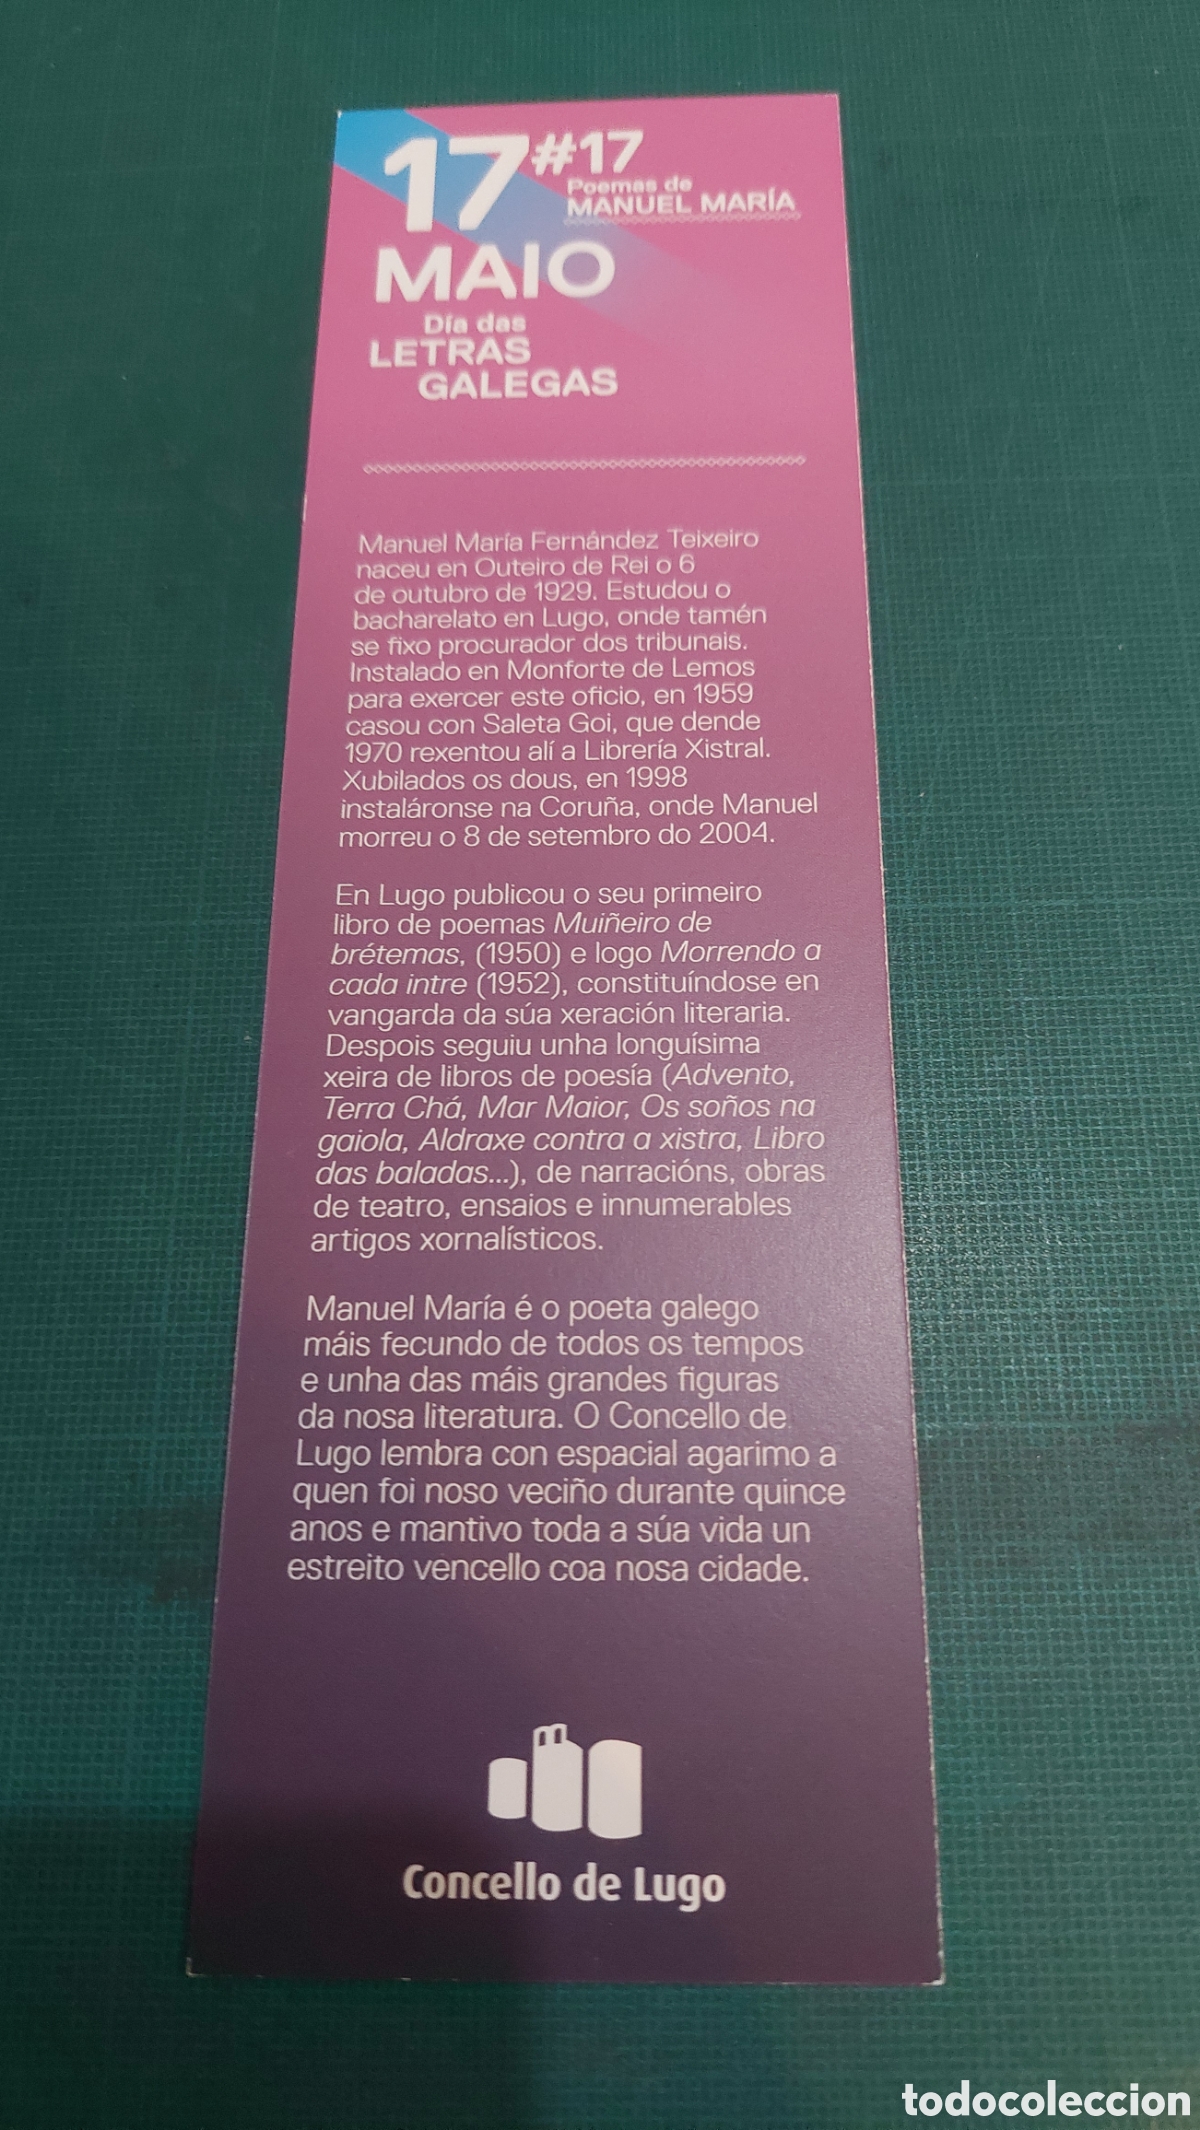 17 #17
Poemas de
MANUEL MARÍA
MAIO
Día das
LETRAS
GALEGAS
Manuel María Fernández Teixeiro
naceu en Outeiro de Rei o 6
de outubro de 1929. Estudou o
bacharelato en Lugo, onde tamén
se fixo procurador dos tribunais.
Instalado en Monforte de Lemos
para exercer este oficio, en 1959
casou con Saleta Goi, que dende
1970 rexentou alí a Librería Xistral.
Xubilados os dous, en 1998
instaláronse na Coruña, onde Manuel
morreu o 8 de setembro do 2004.
En Lugo publicou o seu primeiro
libro de poemas Muiñeiro de
brétemas, (1950) e logo Morrendo a
cada intre (1952), constituíndose en
vangarda da súa xeración literaria.
Despois seguiu unha longuísima
xeira de libros de poesía (Advento,
Terra Chá, Mar Maior, Os soños na
gaiola, Aldraxe contra a xistra, Libro
das baladas...), de narracións, obras
de teatro, ensaios e innumerables
artigos xornalísticos.
Manuel María é o poeta galego
máis fecundo de todos os tempos
e unha das máis grandes figuras
da nosa literatura. O Concello de
Lugo lembra con espacial agarimo a
quen foi noso veciño durante quince
anos e mantivo toda a súa vida un
estreito vencello coa nosa cidade.
Concello de Lugo
todocoleccion